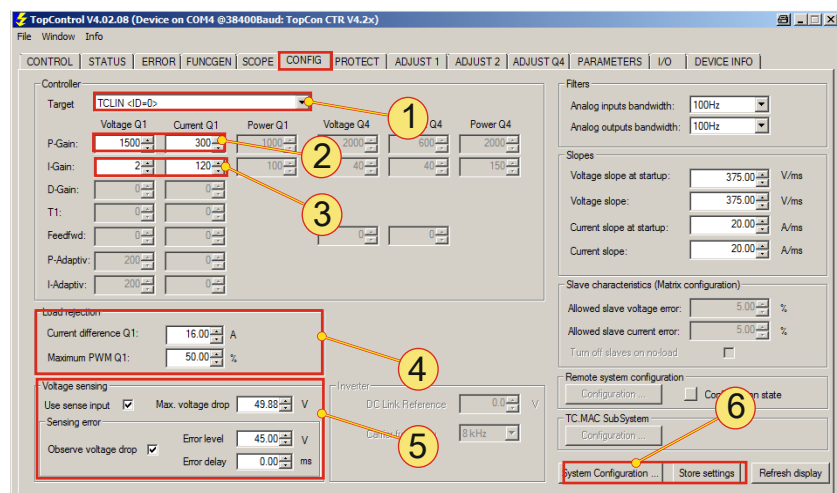 TopControl V4.02.08 (Device on COM4 @38400Baud: TopCon CTR V4.2x)
File Window Info
CONTROL STATUS ERROR FUNCGEN SCOPE CONFIG PROTECT ADJUST 1 ADJUST 2 ADJUST Q4 PARAMETERS I/O DEVICE INFO
Controller
Target TCLIN <ID=0>
1
Voltage Q1 Current Q1 Power Q1 Voltage Q4 Q4 Power Q4
P-Gain: 1500 300 1000 2000 600 2000
2
I-Gain: 2 120 100 40 40 150
D-Gain: 0 0
3
T1: 0 0
Feedfwd: 0 0 0 0
P-Adaptiv: 200 0
I-Adaptiv: 200 0
Load rejection
Current difference Q1: 16.00 A
Maximum PWM Q1: 50.00 %
4
Voltage sensing
Use sense input Max. voltage drop 49.88 V
Sensing error
Observe voltage drop
Error level 45.00 V
Error delay 0.00 ms
5
Inverter
DC Link Reference 0.0 V
8 kHz
Filters
Analog inputs bandwidth: 100Hz
Analog outputs bandwidth: 100Hz
Slopes
Voltage slope at startup: 375.00 V/ms
Voltage slope: 375.00 V/ms
Current slope at startup: 20.00 A/ms
Current slope: 20.00 A/ms
Slave characteristics (Matrix configuration)
Allowed slave voltage error: 5.00 %
Allowed slave current error: 5.00 %
Turn off slaves on no-load
Remote system configuration
Configuration ... state
6
TC.MAC SubSystem
Configuration ...
System Configuration ... Store settings Refresh display